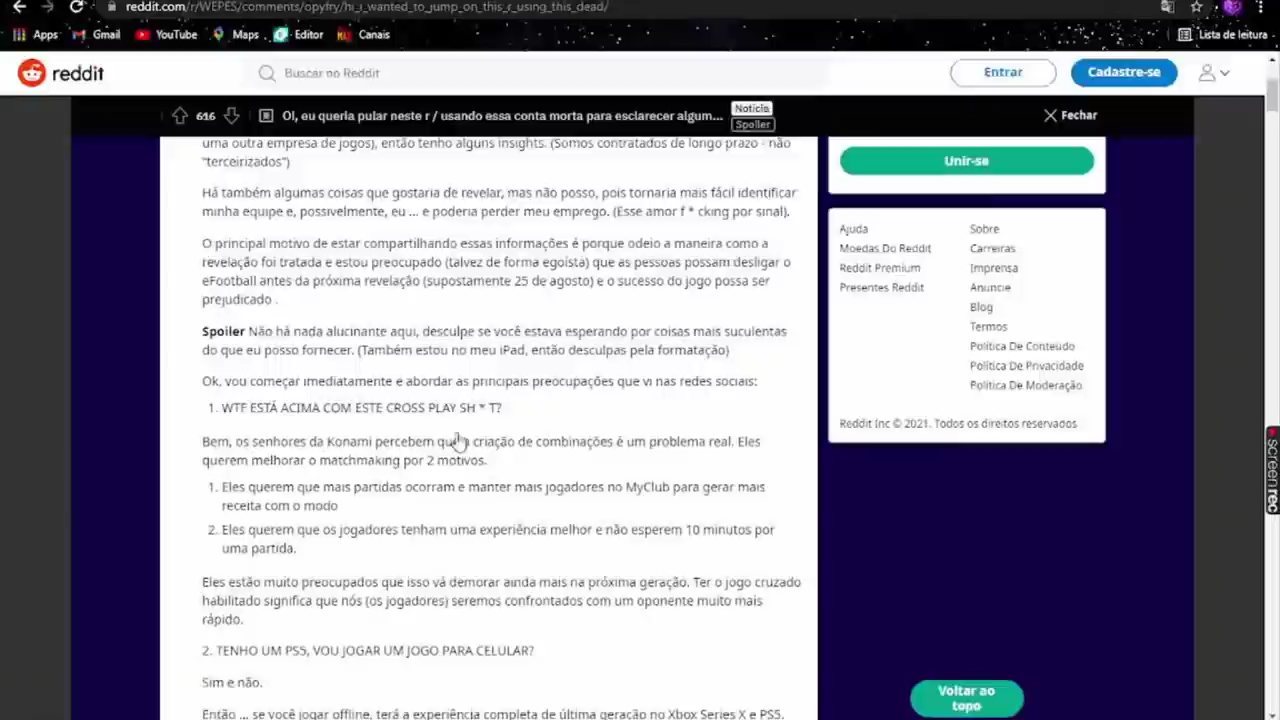 reddit.com/r/WEPES/comments/opyfry/hi_i_wanted_to_jump_on_this_r_using_this_dead/
Apps Gmail YouTube Maps Editor Canais Lista de leitura
reddit Buscar no Reddit Entrar Cadastre-se
616 OI, eu queria pular neste r / usando essa conta morta para esclarecer algum... Notícia Spoiler Fechar
uma outra empresa de jogos), então tenho alguns insights. (Somos contratados de longo prazo - não
"terceirizados")
Há também algumas coisas que gostaria de revelar, mas não posso, pois tornaria mais fácil identificar
minha equipe e, possivelmente, eu ... e poderia perder meu emprego. (Esse amor f * cking por sinal).
O principal motivo de estar compartilhando essas informações é porque odeio a maneira como a
revelação foi tratada e estou preocupado (talvez de forma egoísta) que as pessoas possam desligar o
eFootball antes da próxima revelação (supostamente 25 de agosto) e o sucesso do jogo possa ser
prejudicado .
Spoiler Não há nada alucinante aqui, desculpe se você estava esperando por coisas mais suculentas
do que eu posso fornecer. (Também estou no meu iPad, então desculpas pela formatação)
Ok, vou começar imediatamente e abordar as principais preocupações que vi nas redes sociais:
1. WTF ESTÁ ACIMA COM ESTE CROSS PLAY SH * T?
Bem, os senhores da Konami percebem que a criação de combinações é um problema real. Eles
querem melhorar o matchmaking por 2 motivos.
1. Eles querem que mais partidas ocorram e manter mais jogadores no MyClub para gerar mais
receita com o modo
2. Eles querem que os jogadores tenham uma experiência melhor e não esperem 10 minutos por
uma partida.
Eles estão muito preocupados que isso vá demorar ainda mais na próxima geração. Ter o jogo cruzado
habilitado significa que nós (os jogadores) seremos confrontados com um oponente muito mais
rápido.
2. TENHO UM PS5, VOU JOGAR UM JOGO PARA CELULAR?
Sim e não.
Então ... se você jogar offline, terá a experiência completa de última geração no Xbox Series X e PS5.
Unir-se
Ajuda Sobre
Moedas Do Reddit Carreiras
Reddit Premium Imprensa
Presentes Reddit Anuncie
Blog
Termos
Política De Conteúdo
Política De Privacidade
Política De Moderação
Reddit Inc © 2021. Todos os direitos reservados
Voltar ao
topo
screenrec